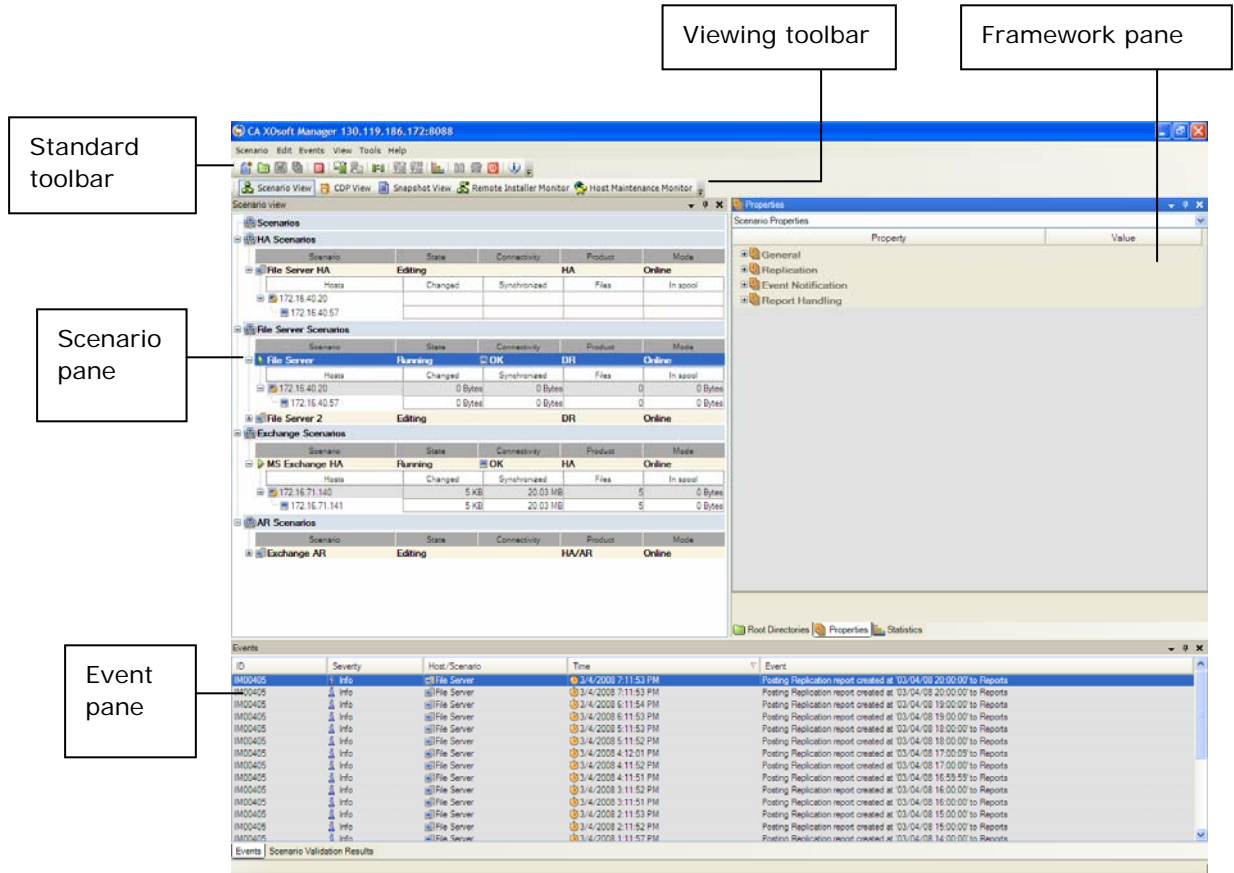 Viewing toolbar
Framework pane
Standard
toolbar
Scenario
pane
Event
pane
CA XOsoft Manager 130.119.186.172:8088
Scenario Edit Events View Tools Help
Scenario View CDP View Snapshot View Remote Installer Monitor Host Maintenance Monitor
Scenario view
Scenarios
HA Scenarios
Scenario State Connectivity Product Mode
File Server HA Editing HA Online
Hosts Changed Synchronized Files In spool
172.16.40.20
172.16.40.57
File Server Scenarios
Scenario State Connectivity Product Mode
File Server Running OK DR Online
Hosts Changed Synchronized Files In spool
172.16.40.20 0 Bytes 0 Bytes 0 0 Bytes
172.16.40.57 0 Bytes 0 Bytes 0 0 Bytes
File Server 2 Editing DR Online
Exchange Scenarios
Scenario State Connectivity Product Mode
MS Exchange HA Running OK HA Online
Hosts Changed Synchronized Files In spool
172.16.71.140 5 KB 20.03 MB 5 0 Bytes
172.16.71.141 5 KB 20.03 MB 5 0 Bytes
AR Scenarios
Scenario State Connectivity Product Mode
Exchange AR Editing HA/AR Online
Properties
Scenario Properties
Property Value
General
Replication
Event Notification
Report Handling
Root Directories Properties Statistics
Events
ID Severity Host/Scenario Time Event
IM00405 Info File Server 3/4/2008 7:11:53 PM Posting Replication report created at '03/04/08 20:00:00' to Reports
IM00405 Info File Server 3/4/2008 7:11:53 PM Posting Replication report created at '03/04/08 20:00:00' to Reports
IM00405 Info File Server 3/4/2008 6:11:54 PM Posting Replication report created at '03/04/08 19:00:00' to Reports
IM00405 Info File Server 3/4/2008 6:11:53 PM Posting Replication report created at '03/04/08 19:00:00' to Reports
IM00405 Info File Server 3/4/2008 5:11:53 PM Posting Replication report created at '03/04/08 18:00:00' to Reports
IM00405 Info File Server 3/4/2008 5:11:52 PM Posting Replication report created at '03/04/08 18:00:00' to Reports
IM00405 Info File Server 3/4/2008 4:12:01 PM Posting Replication report created at '03/04/08 17:00:09' to Reports
IM00405 Info File Server 3/4/2008 4:11:52 PM Posting Replication report created at '03/04/08 17:00:00' to Reports
IM00405 Info File Server 3/4/2008 4:11:51 PM Posting Replication report created at '03/04/08 16:59:59' to Reports
IM00405 Info File Server 3/4/2008 3:11:52 PM Posting Replication report created at '03/04/08 16:00:00' to Reports
IM00405 Info File Server 3/4/2008 3:11:51 PM Posting Replication report created at '03/04/08 16:00:00' to Reports
IM00405 Info File Server 3/4/2008 2:11:53 PM Posting Replication report created at '03/04/08 15:00:00' to Reports
IM00405 Info File Server 3/4/2008 2:11:52 PM Posting Replication report created at '03/04/08 15:00:00' to Reports
IM00405 Info File Server 3/4/2008 1:11:57 PM Posting Replication report created at '03/04/08 14:00:00' to Reports
Events Scenario Validation Results